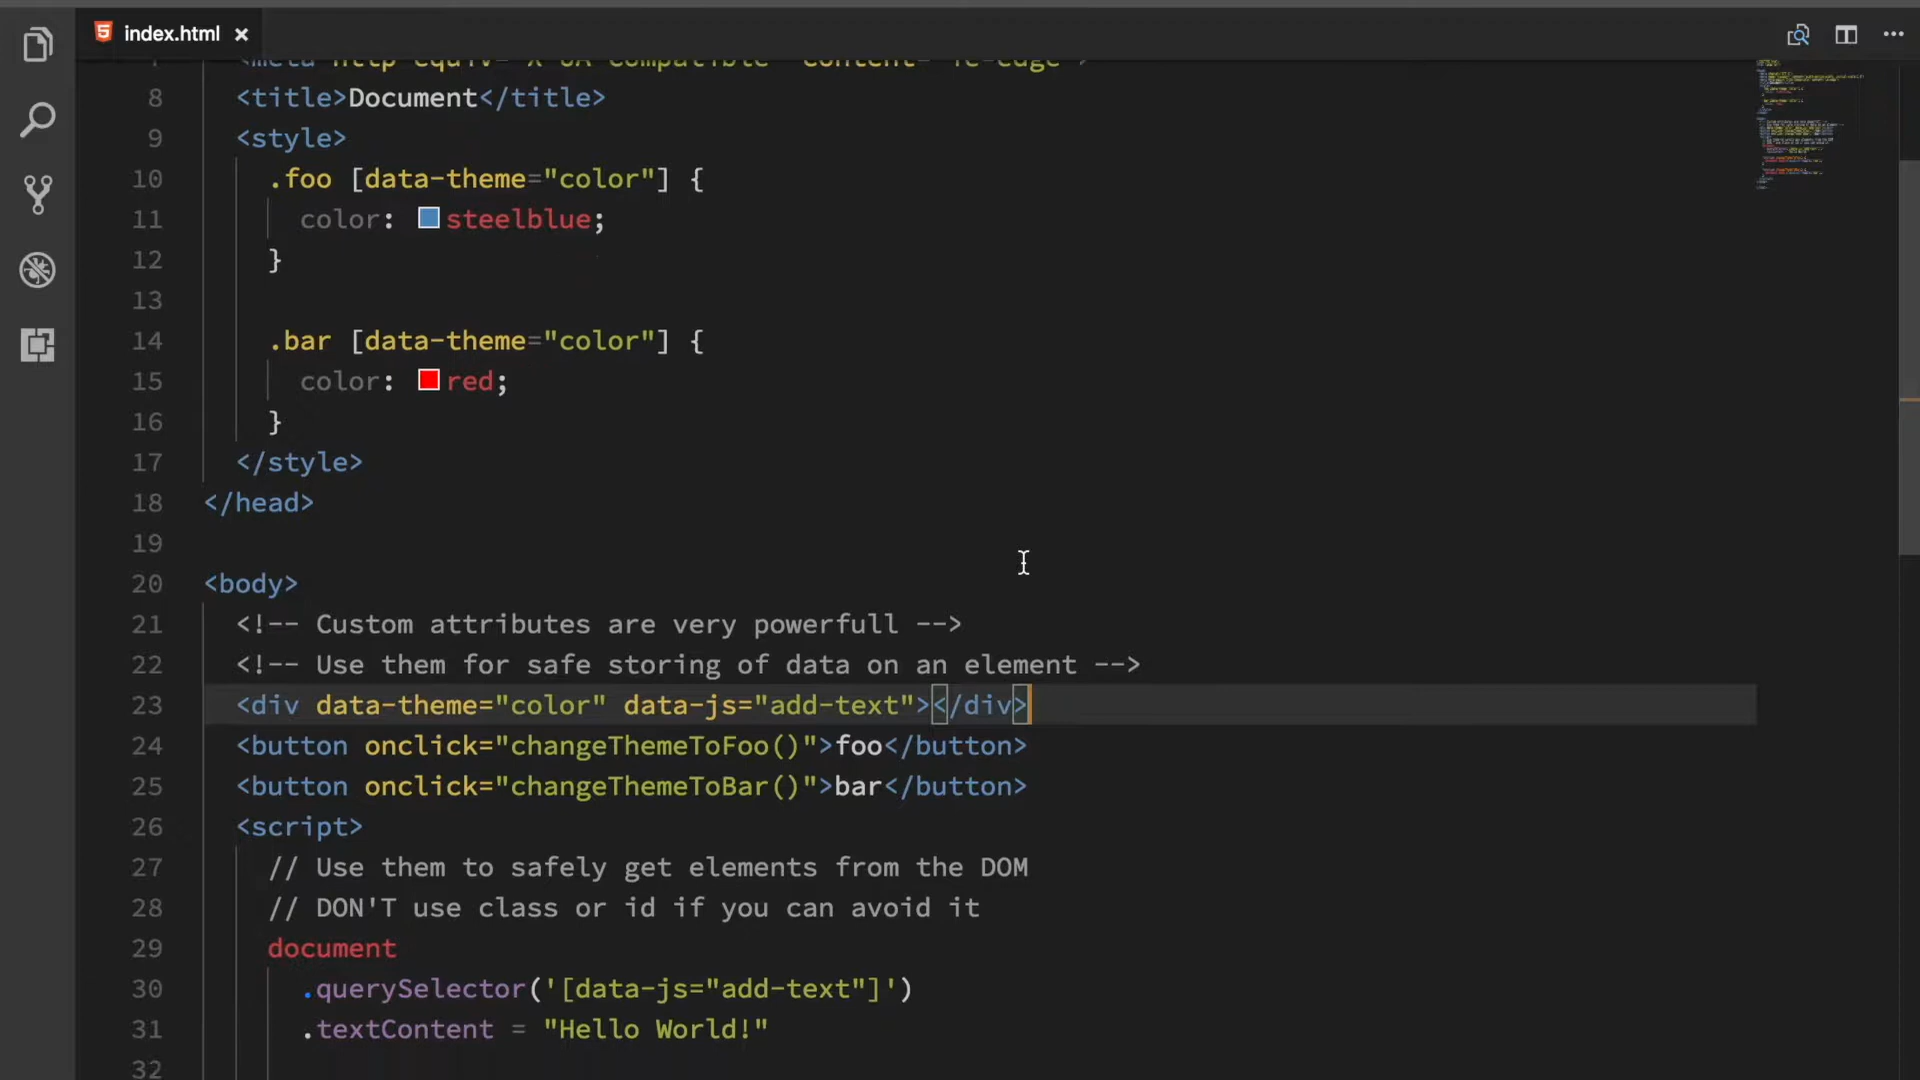 index.html
8 <title>Document</title>
9 <style>
10 .foo [data-theme="color"] {
11 color: steelblue;
12 }
13
14 .bar [data-theme="color"] {
15 color: red;
16 }
17 </style>
18 </head>
19
20 <body>
21 <!-- Custom attributes are very powerfull -->
22 <!-- Use them for safe storing of data on an element -->
23 <div data-theme="color" data-js="add-text"></div>
24 <button onclick="changeThemeToFoo()">foo</button>
25 <button onclick="changeThemeToBar()">bar</button>
26 <script>
27 // Use them to safely get elements from the DOM
28 // DON'T use class or id if you can avoid it
29 document
30 .querySelector('[data-js="add-text"]')
31 .textContent = "Hello World!"
32